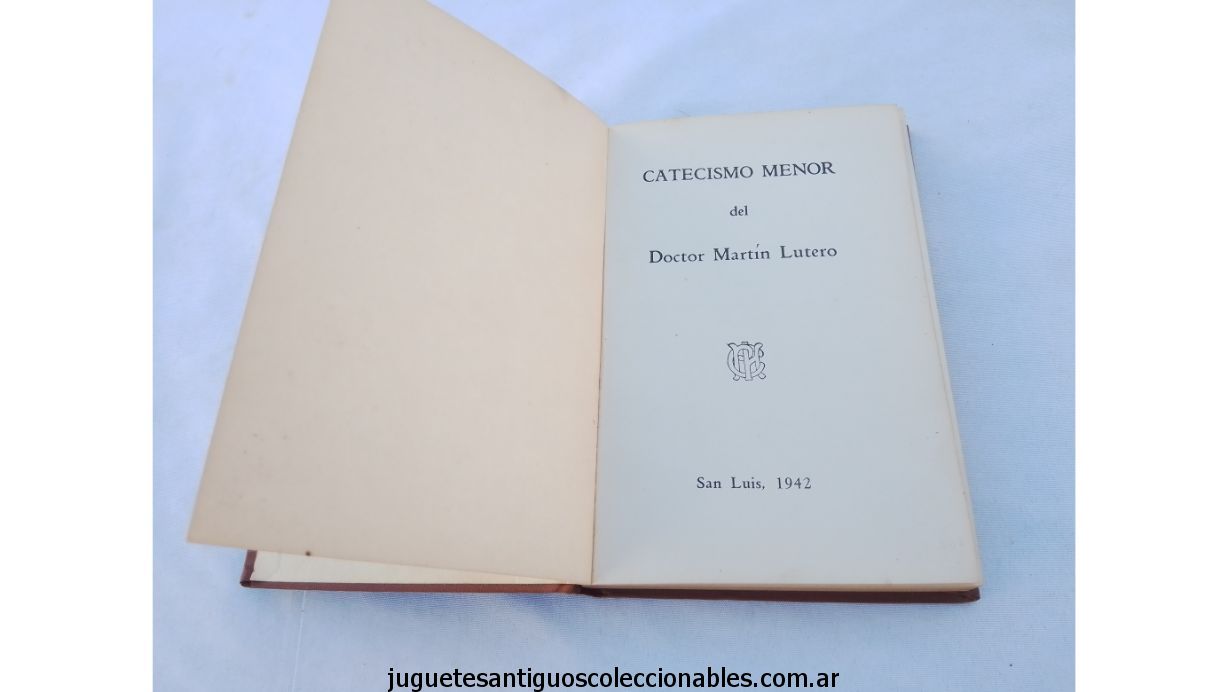 CATECISMO MENOR
del
Doctor Martín Lutero
San Luis, 1942
juguetesantiguoscoleccionables.com.ar